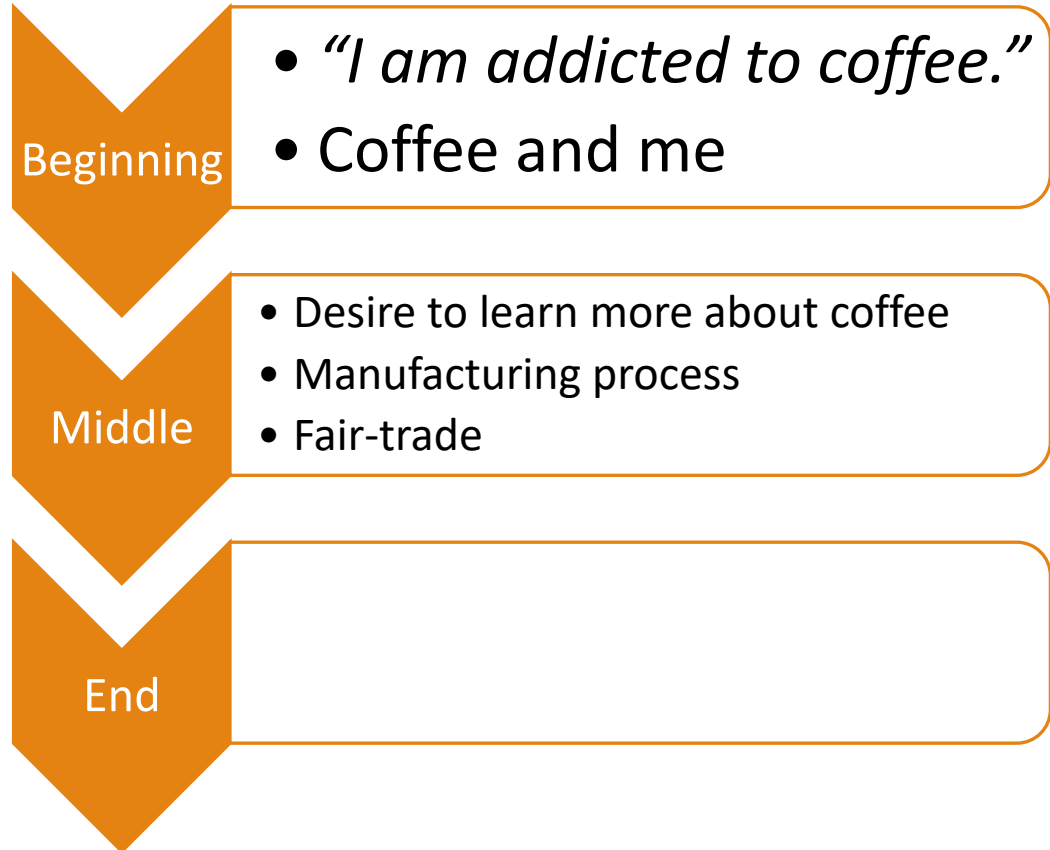 Beginning
• “I am addicted to coffee.”
• Coffee and me
Middle
• Desire to learn more about coffee
• Manufacturing process
• Fair-trade
End